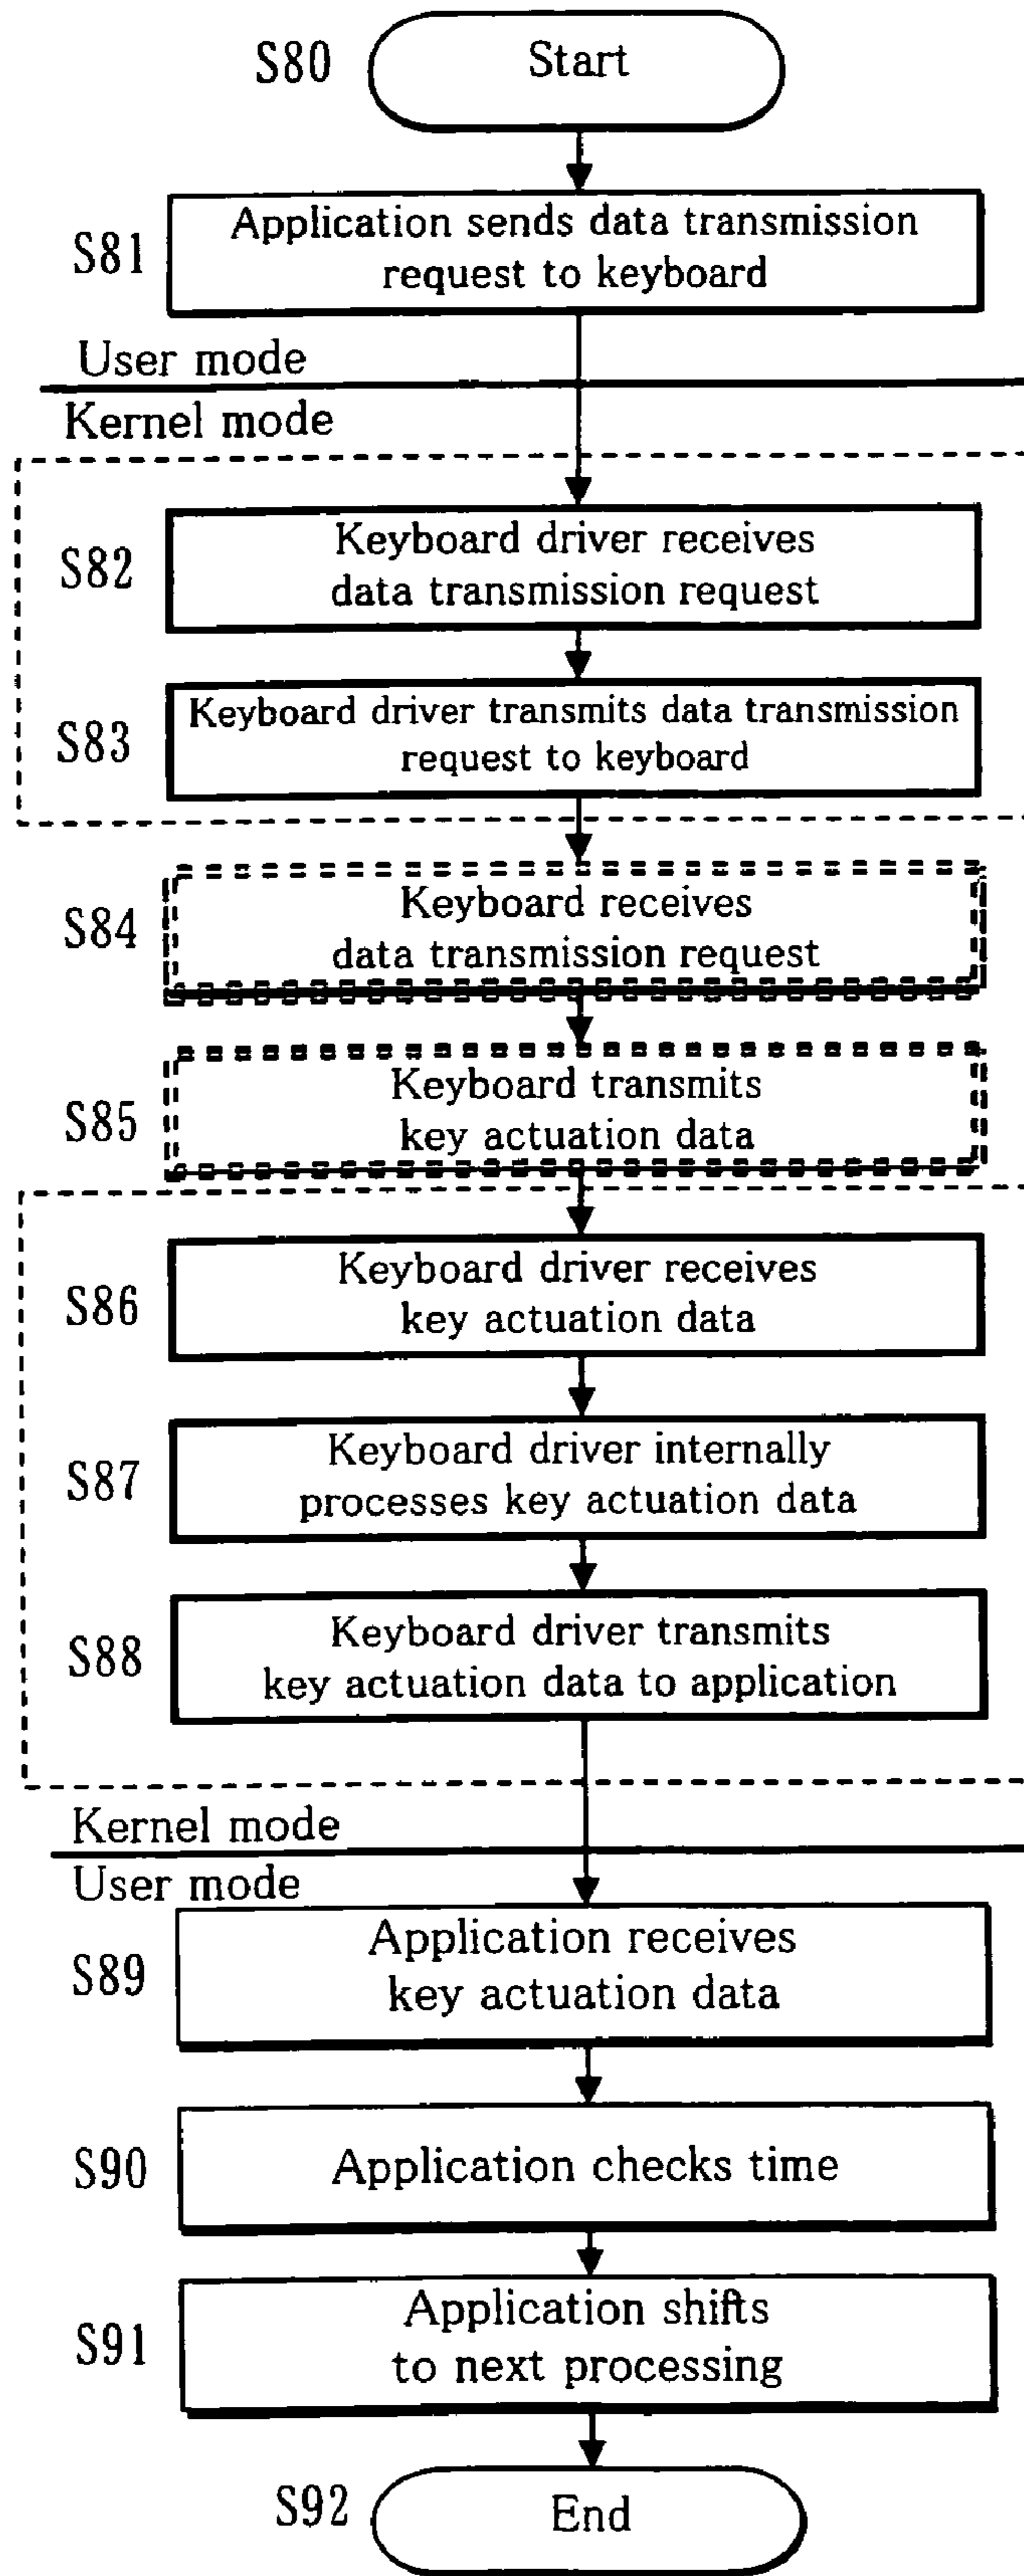 S80
Start
S81
Application sends data transmission
request to keyboard
User mode
Kernel mode
S82
Keyboard driver receives
data transmission request
S83
Keyboard driver transmits data transmission
request to keyboard
S84
Keyboard receives
data transmission request
S85
Keyboard transmits
key actuation data
S86
Keyboard driver receives
key actuation data
S87
Keyboard driver internally
processes key actuation data
S88
Keyboard driver transmits
key actuation data to application
Kernel mode
User mode
S89
Application receives
key actuation data
S90
Application checks time
S91
Application shifts
to next processing
S92
End